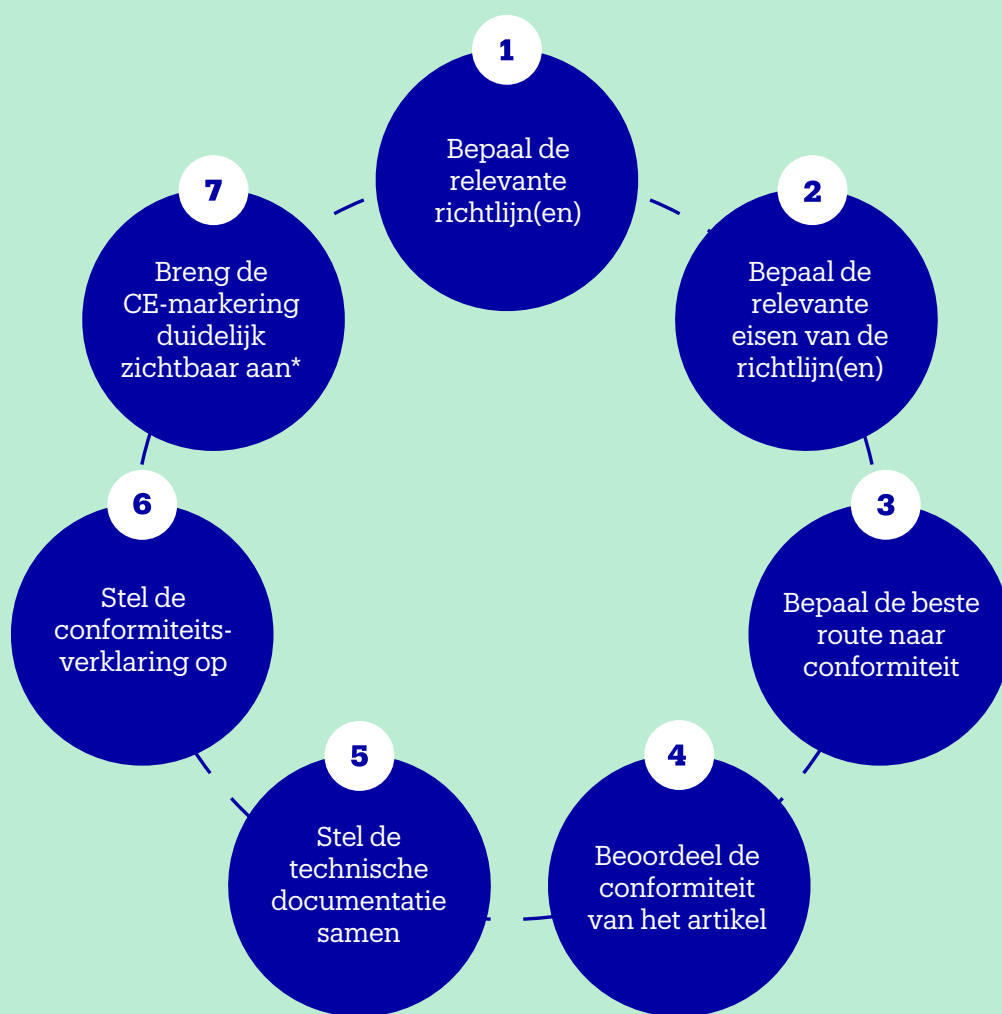 1
Bepaal de
relevante
richtlijn(en)
2
Bepaal de
relevante
eisen van de
richtlijn(en)
3
Bepaal de beste
route naar
conformiteit
4
Beoordeel de
conformiteit
van het artikel
5
Stel de
technische
documentatie
samen
6
Stel de
conformiteits-
verklaring op
7
Breng de
CE-markering
duidelijk
zichtbaar aan*